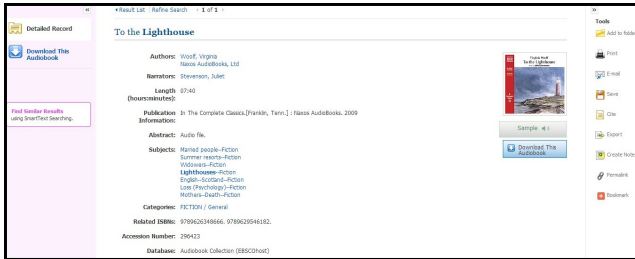 «
Result List Refine Search 1 of 1
»
Detailed Record
Download This
Audiobook
Find Similar Results
using SmartText Searching.
To the Lighthouse
Authors: Woolf, Virginia
Naxos AudioBooks, Ltd
Narrators: Stevenson, Juliet
Length
(hours:minutes): 07:40
Publication
Information: In The Complete Classics.[Franklin, Tenn.] : Naxos AudioBooks. 2009
Abstract: Audio file.
Subjects: Married people--Fiction
Summer resorts--Fiction
Widowers--Fiction
Lighthouses--Fiction
English--Scotland--Fiction
Loss (Psychology)--Fiction
Mothers--Death--Fiction
Categories: FICTION / General
Related ISBNs: 9789626348666. 9789629546182.
Accession Number: 296423
Database: Audiobook Collection (EBSCOhost)
Virginia Woolf
To the Lighthouse
Sample
Download This
Audiobook
Tools
Add to folder
Print
E-mail
Save
Cite
Export
Create Note
Permalink
Bookmark